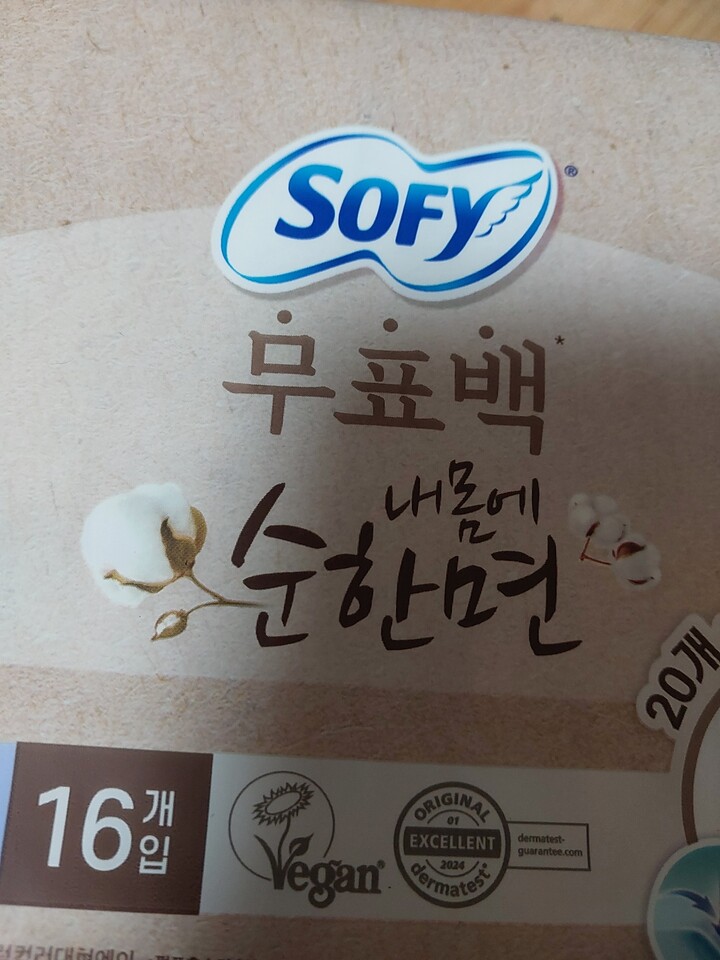 SOFY®
무표백*
내몸에
순한면
20개
16개입
Vegan
ORIGINAL
01
EXCELLENT
2024
dermatest®
dermatest-
guarantee.com